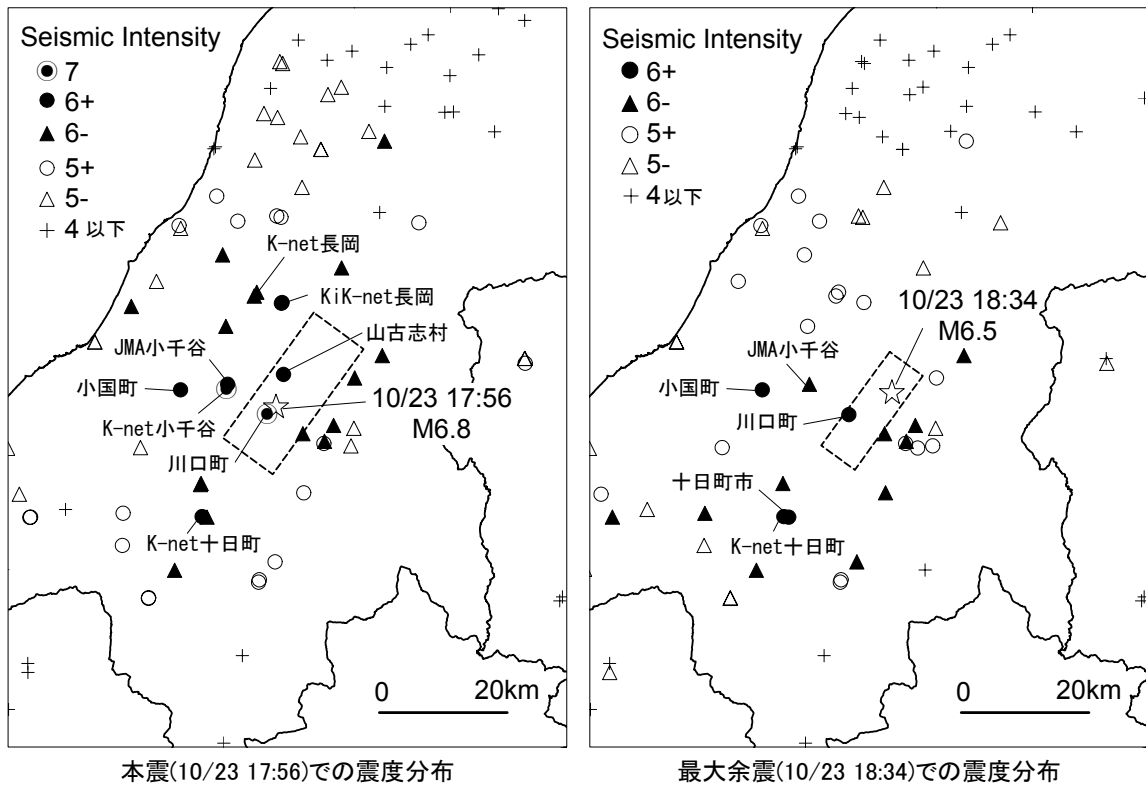 Seismic Intensity
7
6+
6-
5+
5-
4 以下
K-net長岡
KiK-net長岡
山古志村
JMA小千谷
小国町
10/23 17:56
M6.8
K-net小千谷
川口町
K-net十日町
0 20km
本震(10/23 17:56)での震度分布
Seismic Intensity
6+
6-
5+
5-
4 以下
10/23 18:34
M6.5
JMA小千谷
小国町
川口町
十日町市
K-net十日町
0 20km
最大余震(10/23 18:34)での震度分布